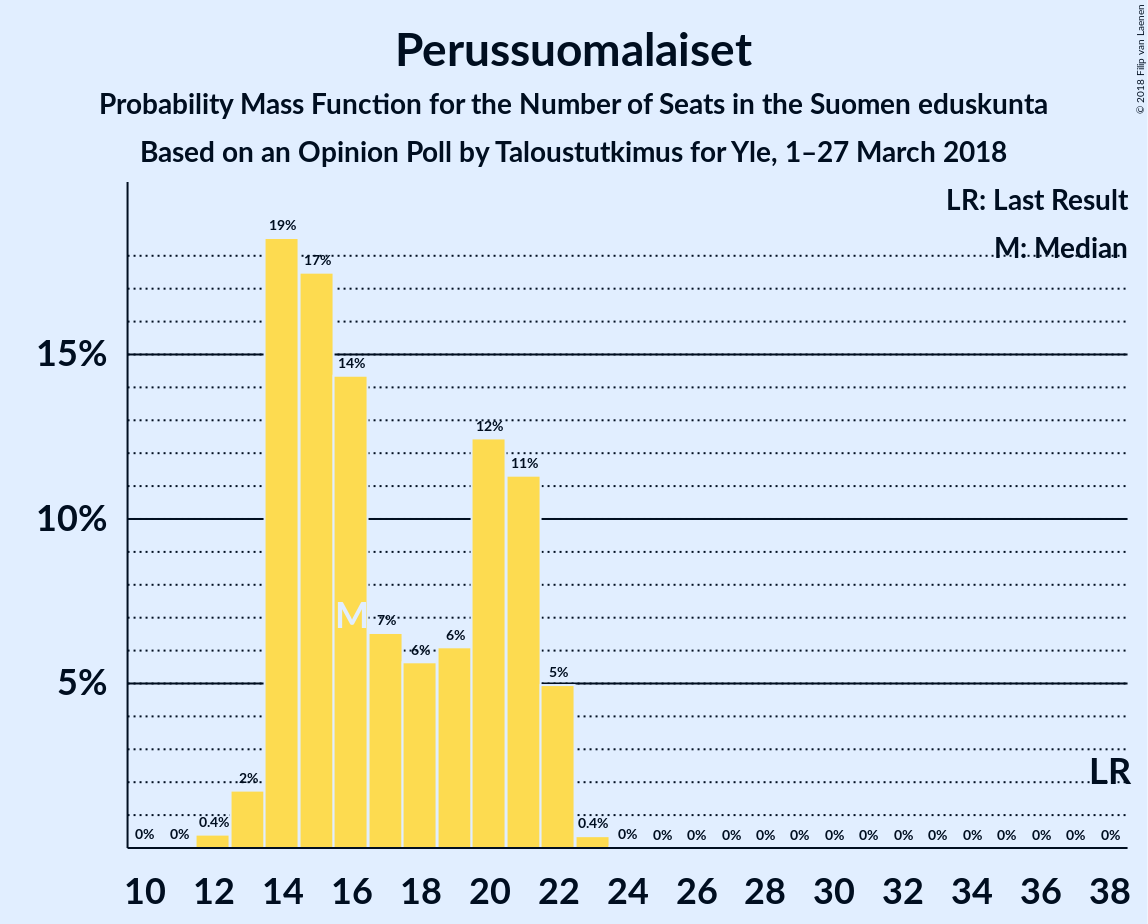 © 2018 Filip van Laenen
Perussuomalaiset
Probability Mass Function for the Number of Seats in the Suomen eduskunta
Based on an Opinion Poll by Taloustutkimus for Yle, 1–27 March 2018
LR: Last Result
M: Median
15%
10%
5%
0% 0% 0.4% 2% 19% 17% 14% 7% 6% 6% 12% 11% 5% 0.4% 0% 0% 0% 0% 0% 0% 0% 0% 0% 0% 0% 0% 0% 0% 0%
M
LR
10 12 14 16 18 20 22 24 26 28 30 32 34 36 38